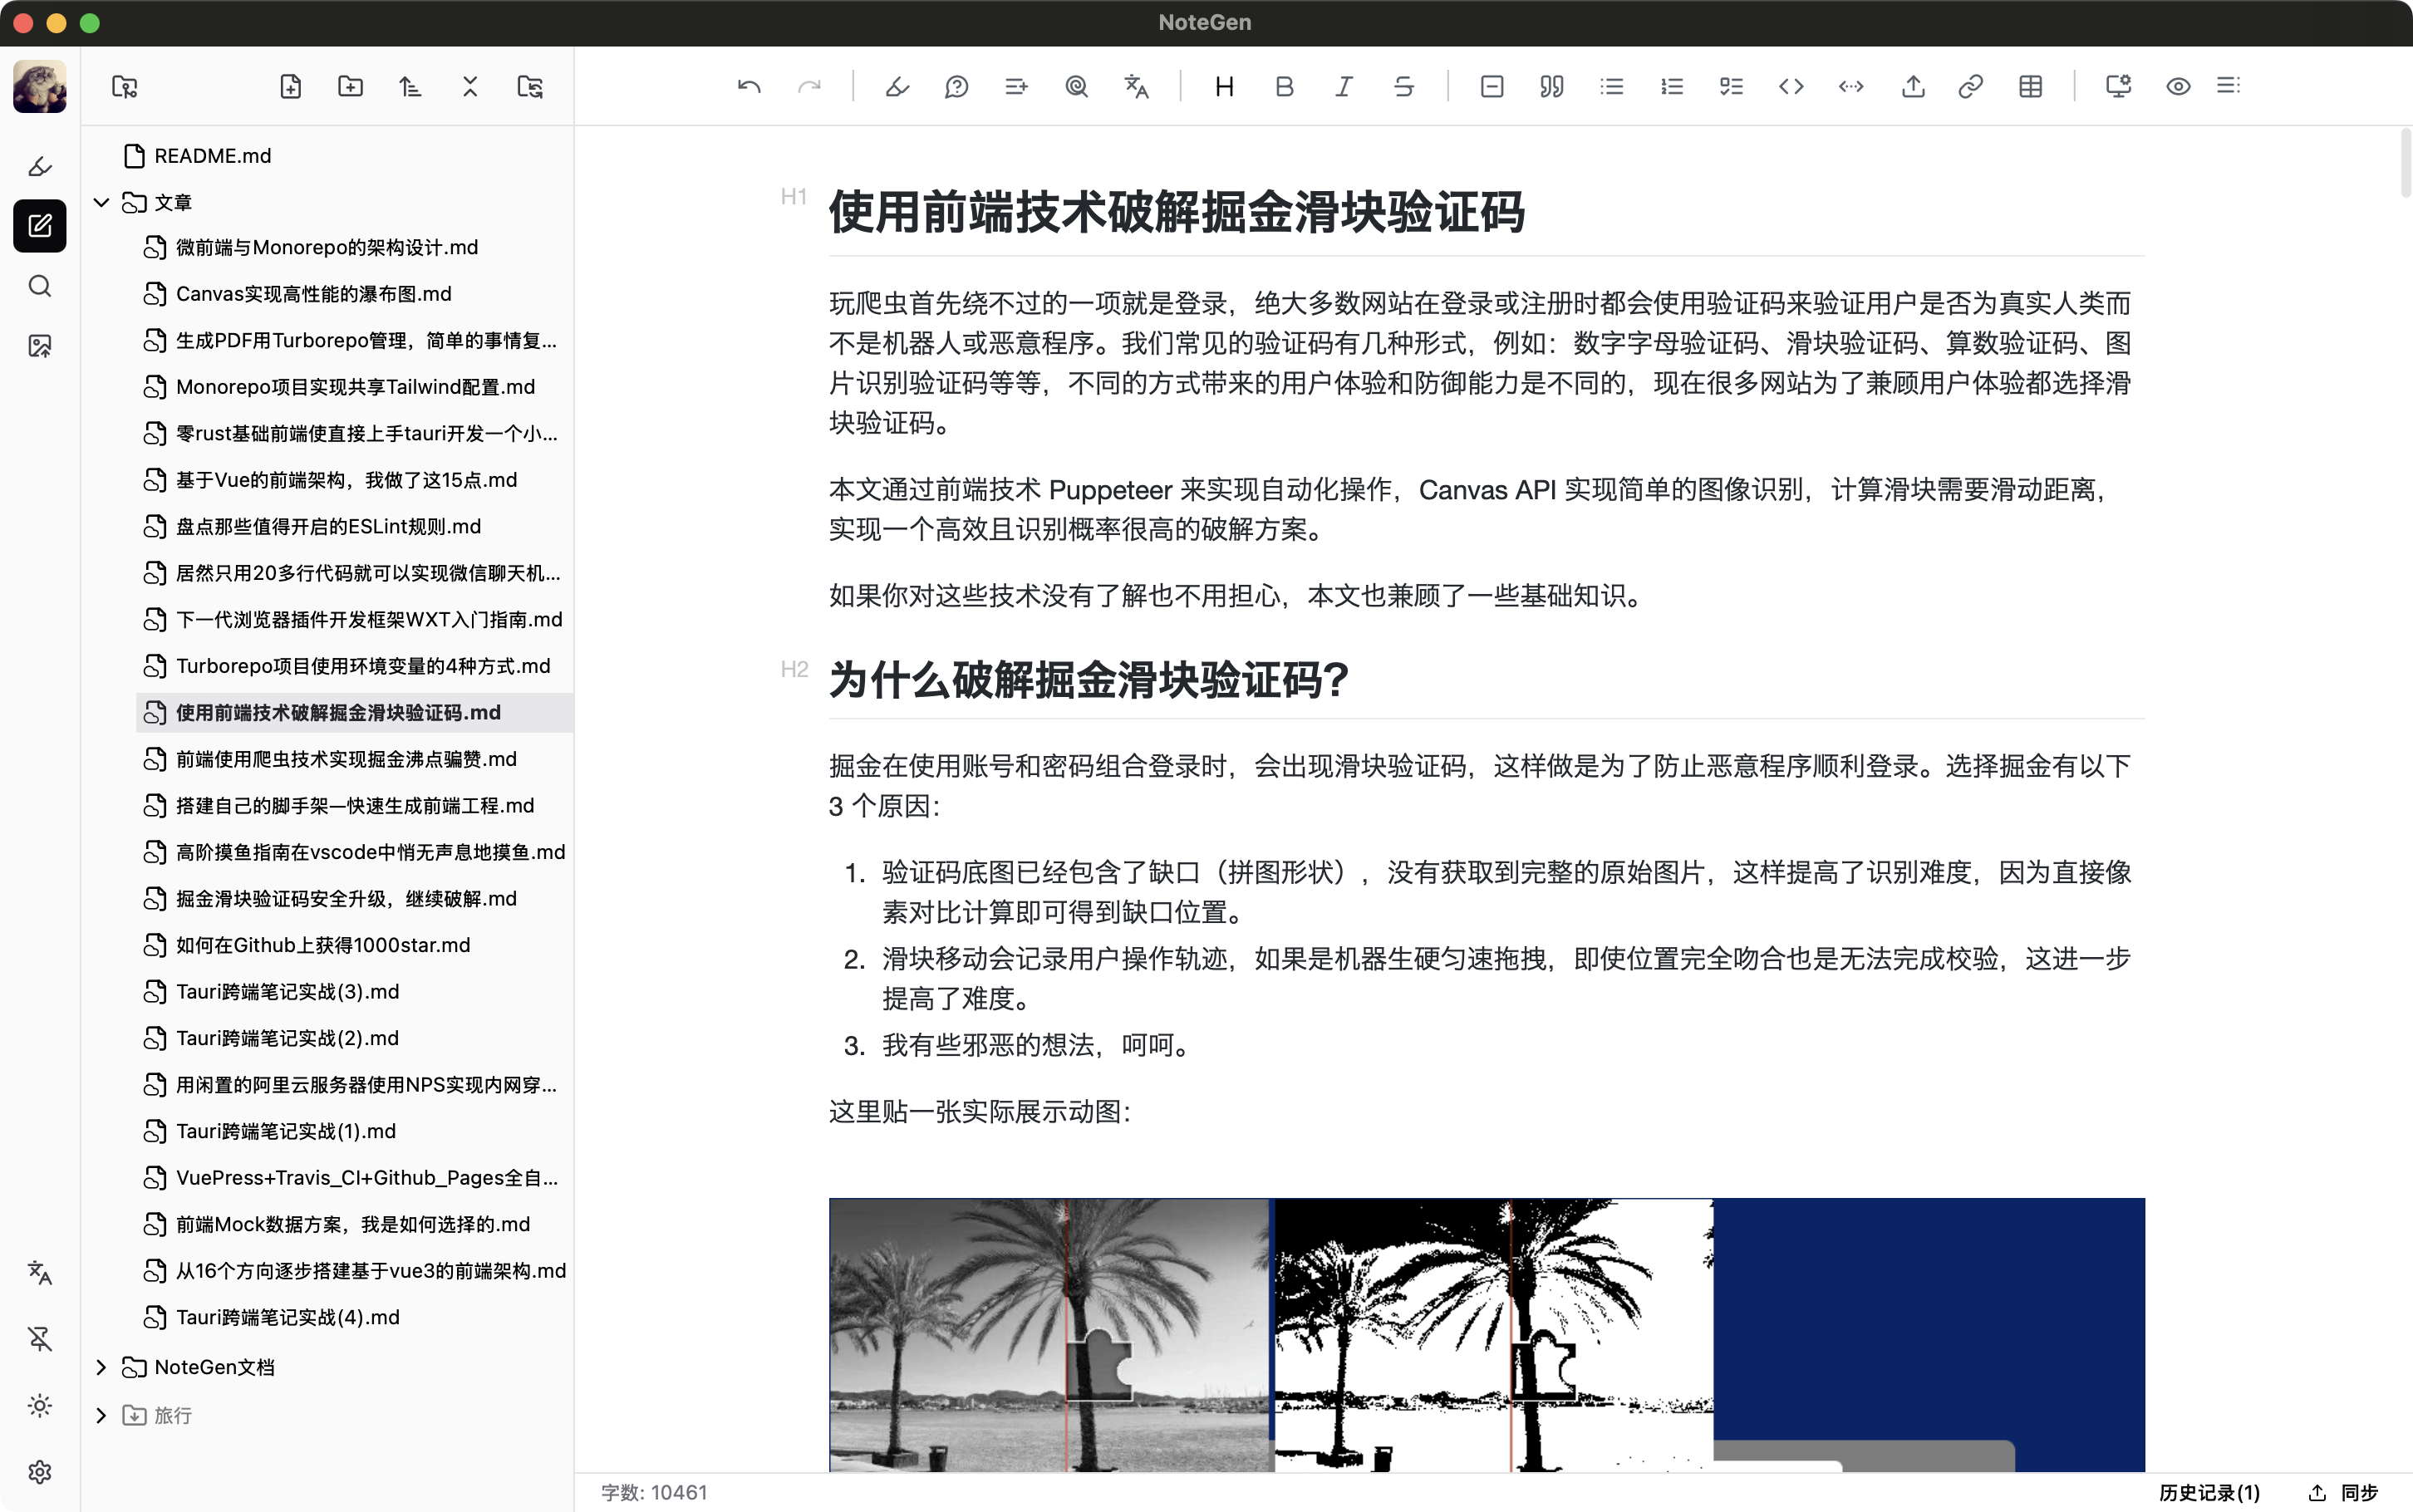 NoteGen
README.md
文章
微前端与Monorepo的架构设计.md
Canvas实现高性能的瀑布图.md
生成PDF用Turborepo管理，简单的事情复...
Monorepo项目实现共享Tailwind配置.md
零rust基础前端使直接上手tauri开发一个小...
基于Vue的前端架构，我做了这15点.md
盘点那些值得开启的ESLint规则.md
居然只用20多行代码就可以实现微信聊天机...
下一代浏览器插件开发框架WXT入门指南.md
Turborepo项目使用环境变量的4种方式.md
使用前端技术破解掘金滑块验证码.md
前端使用爬虫技术实现掘金沸点骗赞.md
搭建自己的脚手架—快速生成前端工程.md
高阶摸鱼指南在vscode中悄无声息地摸鱼.md
掘金滑块验证码安全升级，继续破解.md
如何在Github上获得1000star.md
Tauri跨端笔记实战(3).md
Tauri跨端笔记实战(2).md
用闲置的阿里云服务器使用NPS实现内网穿...
Tauri跨端笔记实战(1).md
VuePress+Travis_CI+Github_Pages全自...
前端Mock数据方案，我是如何选择的.md
从16个方向逐步搭建基于vue3的前端架构.md
Tauri跨端笔记实战(4).md
NoteGen文档
旅行
H1 使用前端技术破解掘金滑块验证码
玩爬虫首先绕不过的一项就是登录，绝大多数网站在登录或注册时都会使用验证码来验证用户是否为真实人类而
不是机器人或恶意程序。我们常见的验证码有几种形式，例如：数字字母验证码、滑块验证码、算数验证码、图
片识别验证码等等，不同的方式带来的用户体验和防御能力是不同的，现在很多网站为了兼顾用户体验都选择滑
块验证码。
本文通过前端技术 Puppeteer 来实现自动化操作，Canvas API 实现简单的图像识别，计算滑块需要滑动距离，
实现一个高效且识别概率很高的破解方案。
如果你对这些技术没有了解也不用担心，本文也兼顾了一些基础知识。
H2 为什么破解掘金滑块验证码?
掘金在使用账号和密码组合登录时，会出现滑块验证码，这样做是为了防止恶意程序顺利登录。选择掘金有以下
3 个原因：
1. 验证码底图已经包含了缺口（拼图形状），没有获取到完整的原始图片，这样提高了识别难度，因为直接像
素对比计算即可得到缺口位置。
2. 滑块移动会记录用户操作轨迹，如果是机器生硬匀速拖拽，即使位置完全吻合也是无法完成校验，这进一步
提高了难度。
3. 我有些邪恶的想法，呵呵。
这里贴一张实际展示动图：
字数: 10461
历史记录(1)
同步